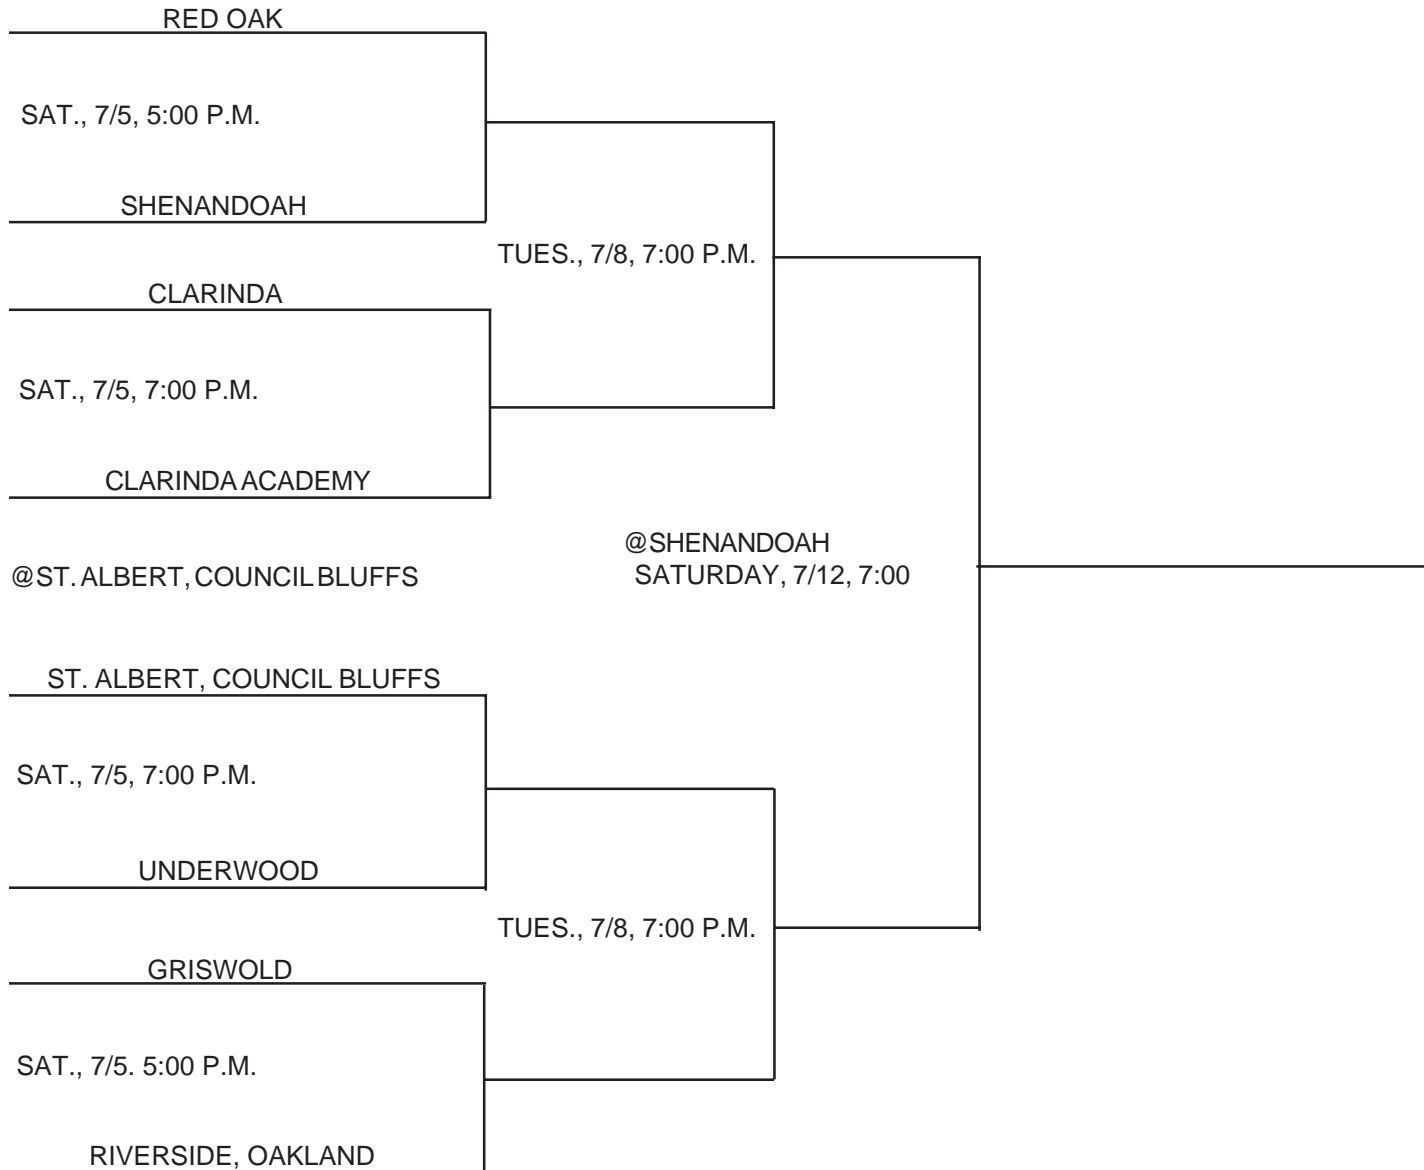 RED OAK
SAT., 7/5, 5:00 P.M.
SHENANDOAH
TUES., 7/8, 7:00 P.M.
CLARINDA
SAT., 7/5, 7:00 P.M.
CLARINDA ACADEMY
@SHENANDOAH
SATURDAY, 7/12, 7:00
@ST. ALBERT, COUNCIL BLUFFS
ST. ALBERT, COUNCIL BLUFFS
SAT., 7/5, 7:00 P.M.
UNDERWOOD
TUES., 7/8, 7:00 P.M.
GRISWOLD
SAT., 7/5. 5:00 P.M.
RIVERSIDE, OAKLAND